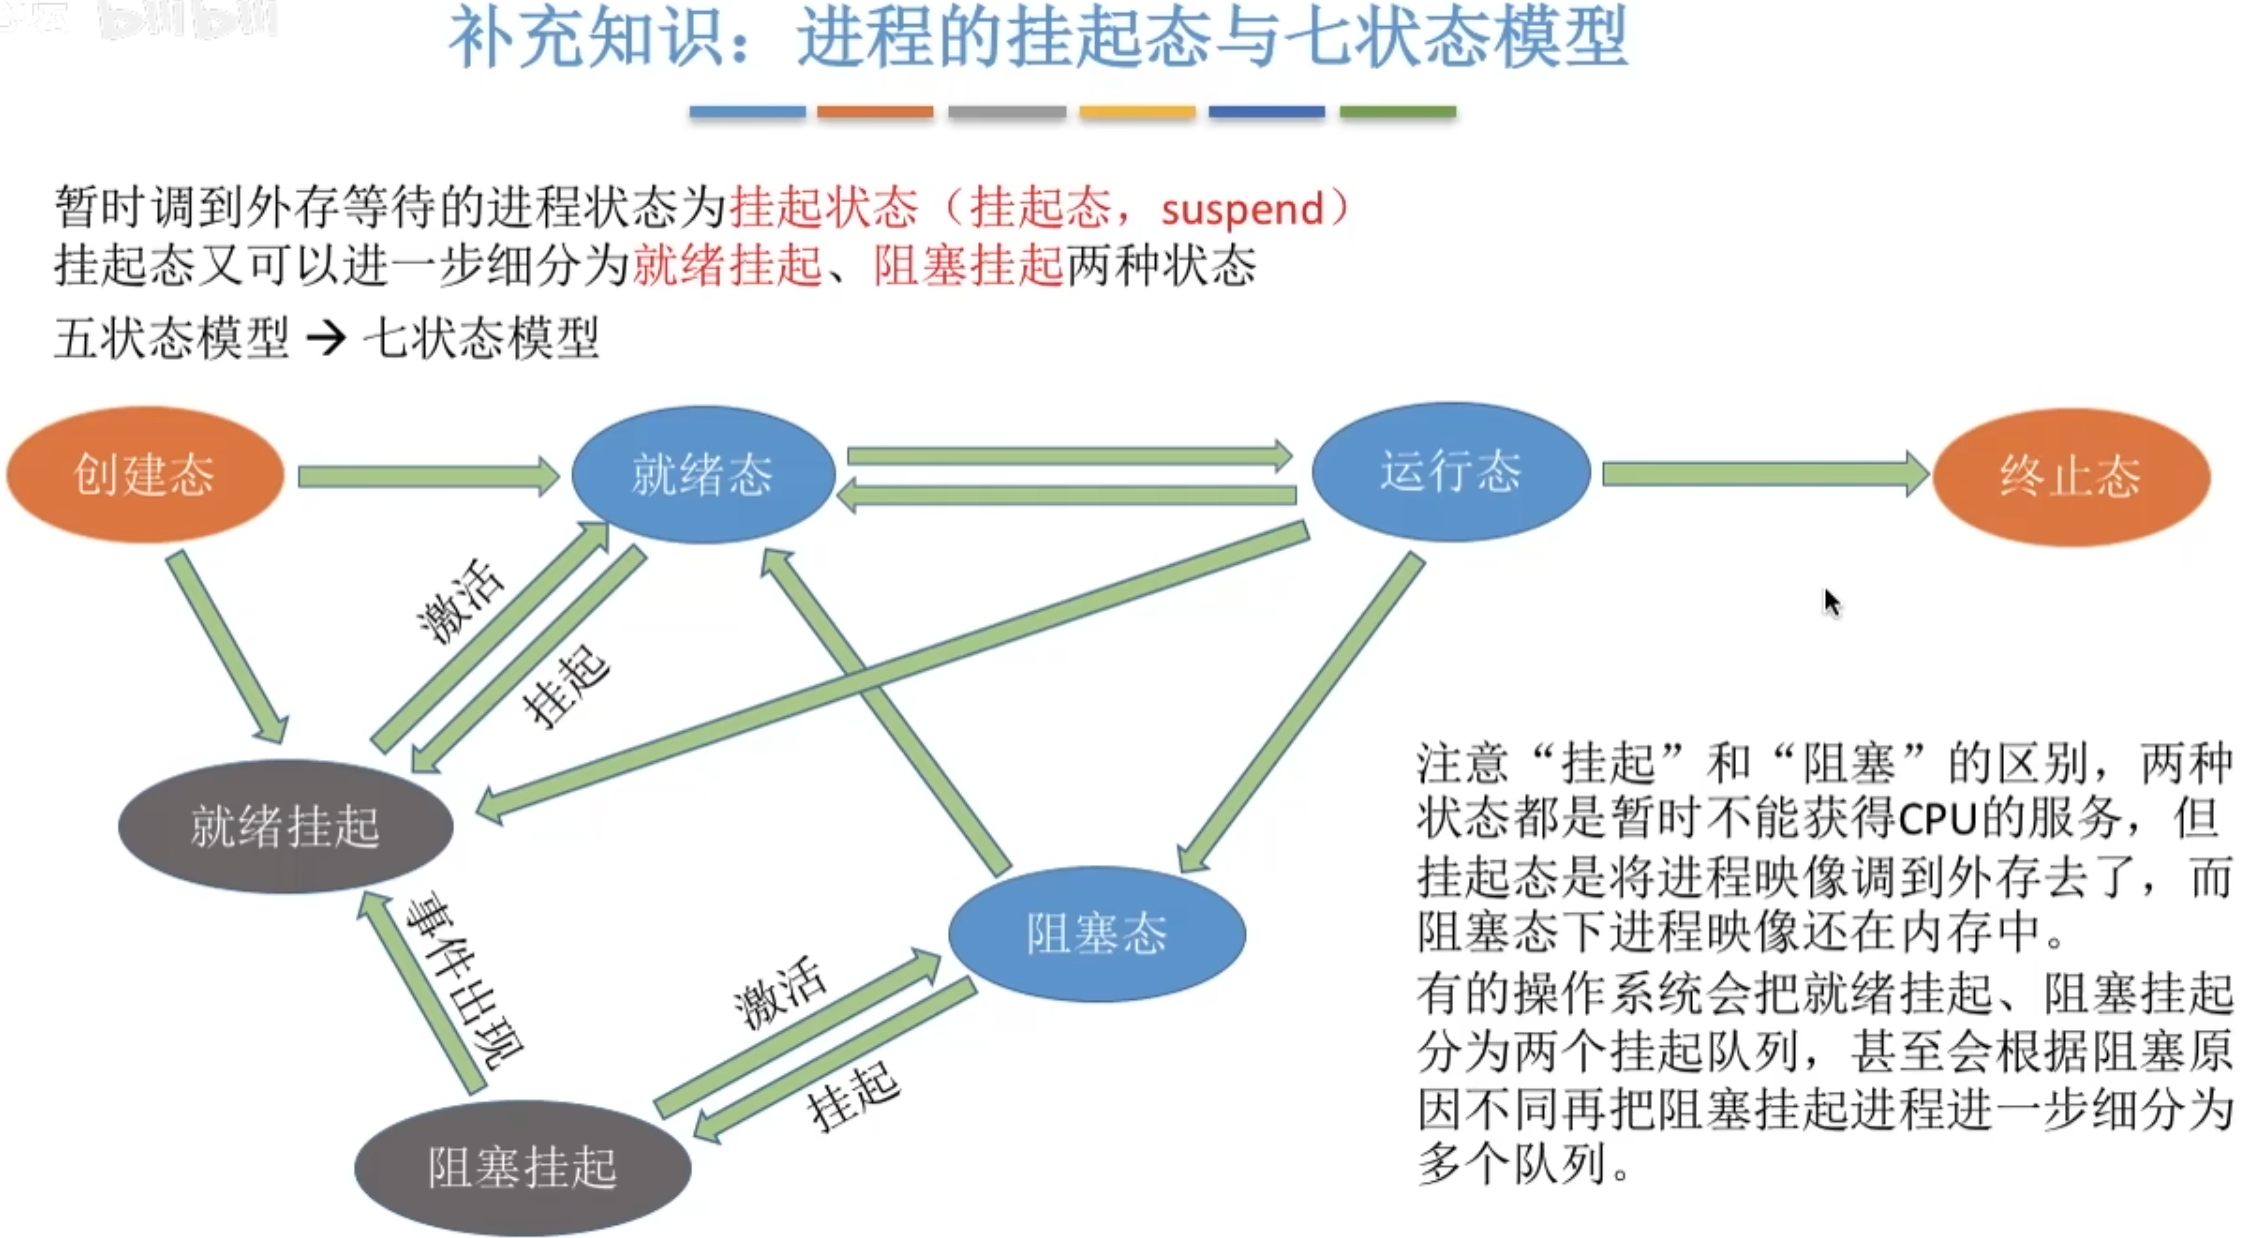 bilibili
补充知识：进程的挂起态与七状态模型
暂时调到外存等待的进程状态为挂起状态（挂起态，suspend）
挂起态又可以进一步细分为就绪挂起、阻塞挂起两种状态
五状态模型 → 七状态模型
创建态
就绪态
运行态
终止态
激活
挂起
就绪挂起
事件出现
阻塞态
激活
挂起
阻塞挂起
注意“挂起”和“阻塞”的区别，两种
状态都是暂时不能获得CPU的服务，但
挂起态是将进程映像调到外存去了，而
阻塞态下进程映像还在内存中。
有的操作系统会把就绪挂起、阻塞挂起
分为两个挂起队列，甚至会根据阻塞原
因不同再把阻塞挂起进程进一步细分为
多个队列。